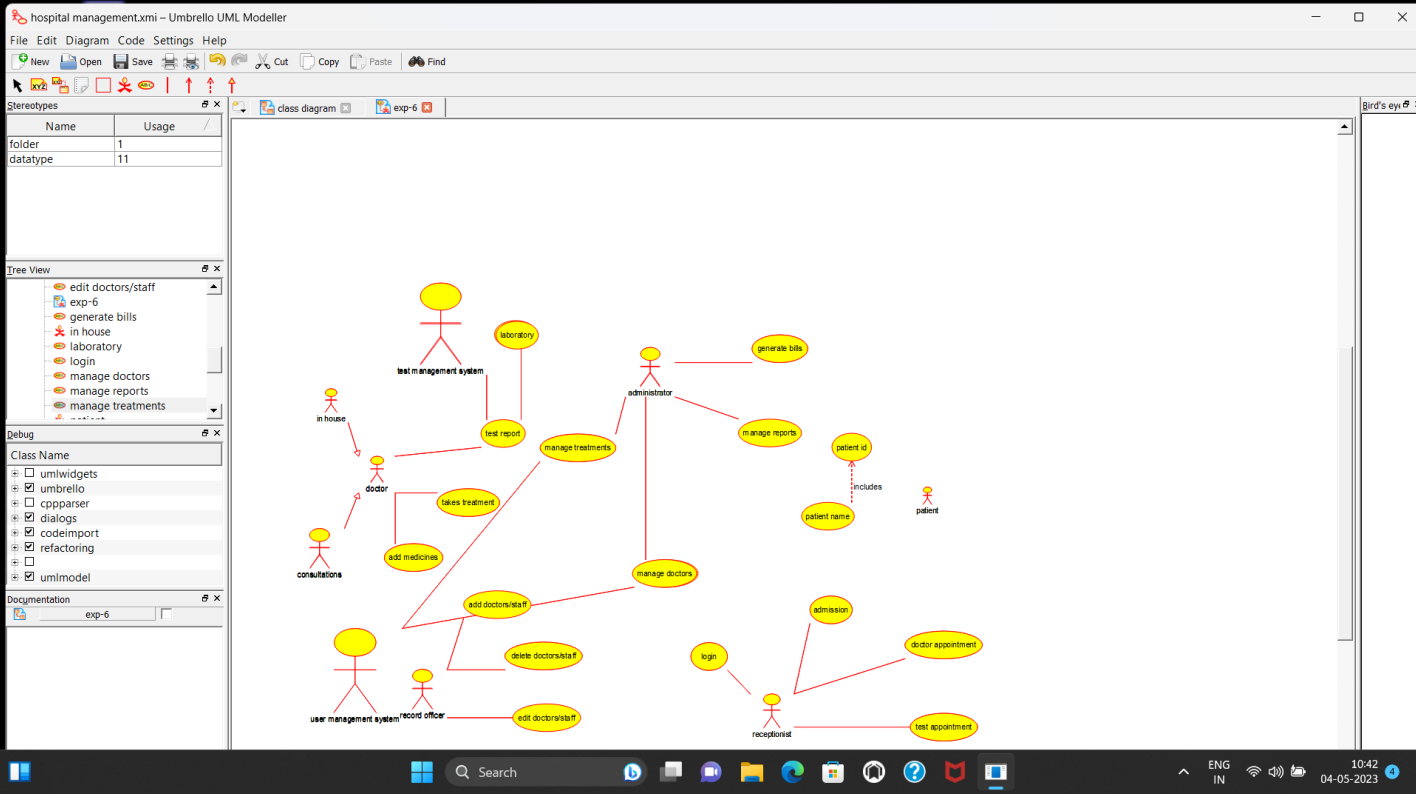 hospital management.xmi – Umbrello UML Modeller
File Edit Diagram Code Settings Help
New Open Save Cut Copy Paste Find
XYZ
ABC
Stereotypes
Name Usage
folder 1
datatype 11
Tree View
edit doctors/staff
exp-6
generate bills
in house
laboratory
login
manage doctors
manage reports
manage treatments
Debug
Class Name
umlwidgets
umbrello
cppparser
dialogs
codeimport
refactoring
umlmodel
Documentation
exp-6
class diagram
exp-6
Bird's eye
laboratory
test management system
generate bills
administrator
in house
test report
manage treatments
manage reports
patient id
doctor
includes
takes treatment
patient name
patient
add medicines
consultations
manage doctors
add doctors/staff
admission
delete doctors/staff
login
doctor appointment
user management system
record officer
edit doctors/staff
receptionist
test appointment
Search
ENG
IN
10:42
04-05-2023
4